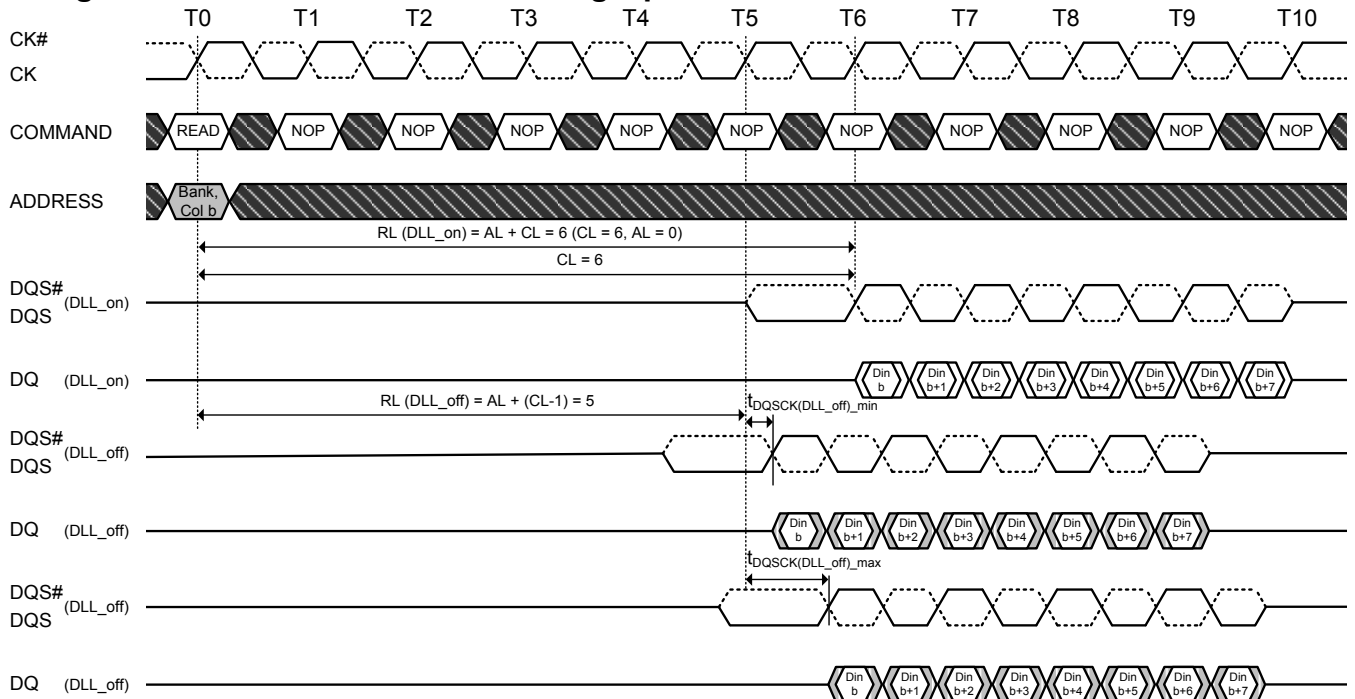 T0 T1 T2 T3 T4 T5 T6 T7 T8 T9 T10
CK#
CK
COMMAND READ NOP NOP NOP NOP NOP NOP NOP NOP NOP NOP
ADDRESS Bank,
Col b
RL (DLL_on) = AL + CL = 6 (CL = 6, AL = 0)
CL = 6
DQS# (DLL_on)
DQS
DQ (DLL_on) Din b Din b+1 Din b+2 Din b+3 Din b+4 Din b+5 Din b+6 Din b+7
RL (DLL_off) = AL + (CL-1) = 5 tDQSCK(DLL_off)_min
DQS# (DLL_off)
DQS
DQ (DLL_off) Din b Din b+1 Din b+2 Din b+3 Din b+4 Din b+5 Din b+6 Din b+7
tDQSCK(DLL_off)_max
DQS# (DLL_off)
DQS
DQ (DLL_off) Din b Din b+1 Din b+2 Din b+3 Din b+4 Din b+5 Din b+6 Din b+7